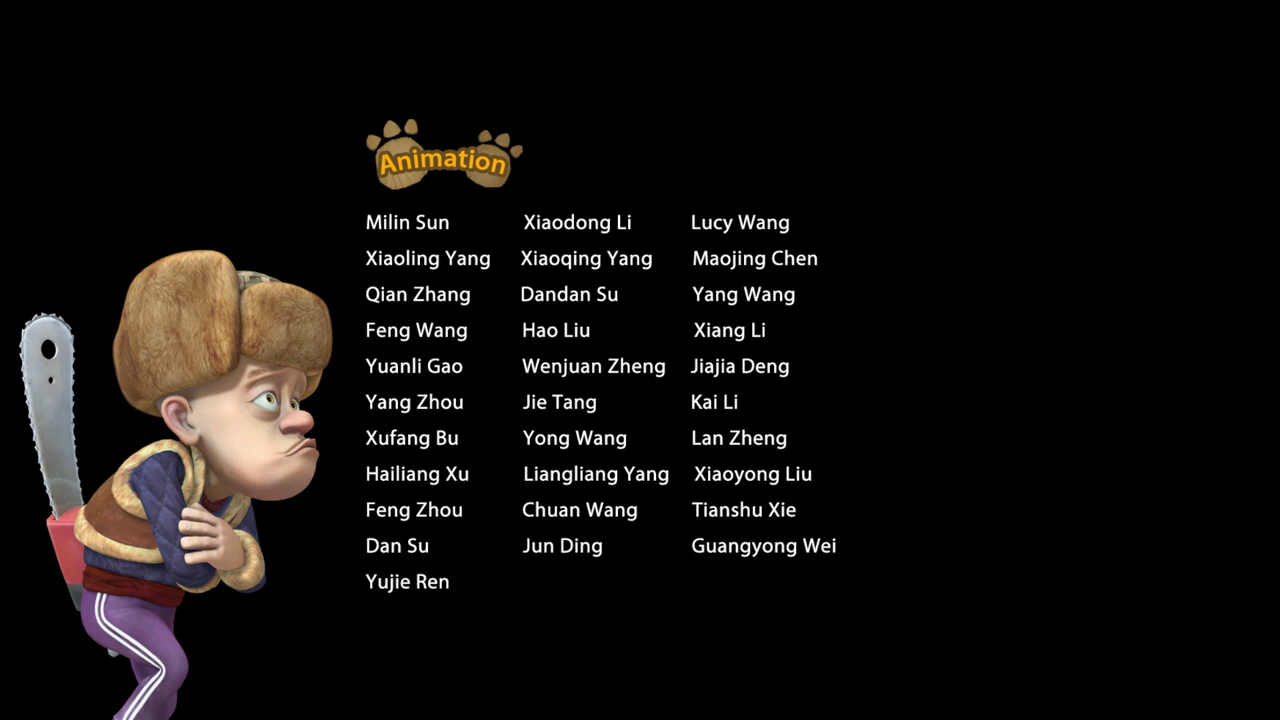 Animation
Milin Sun Xiaodong Li Lucy Wang
Xiaoling Yang Xiaoqing Yang Maojing Chen
Qian Zhang Dandan Su Yang Wang
Feng Wang Hao Liu Xiang Li
Yuanli Gao Wenjuan Zheng Jiajia Deng
Yang Zhou Jie Tang Kai Li
Xufang Bu Yong Wang Lan Zheng
Hailiang Xu Liangliang Yang Xiaoyong Liu
Feng Zhou Chuan Wang Tianshu Xie
Dan Su Jun Ding Guangyong Wei
Yujie Ren